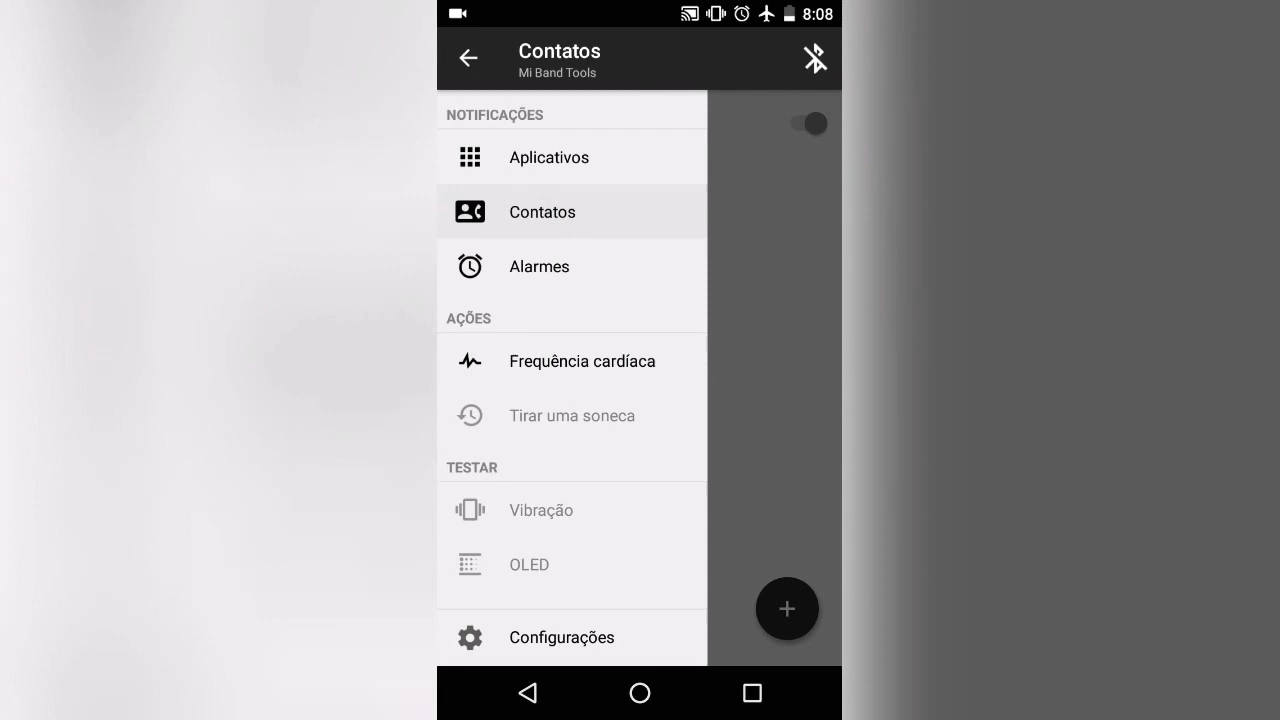 8:08
Contatos
Mi Band Tools
NOTIFICAÇÕES
Aplicativos
Contatos
Alarmes
AÇÕES
Frequência cardíaca
Tirar uma soneca
TESTAR
Vibração
OLED
Configurações